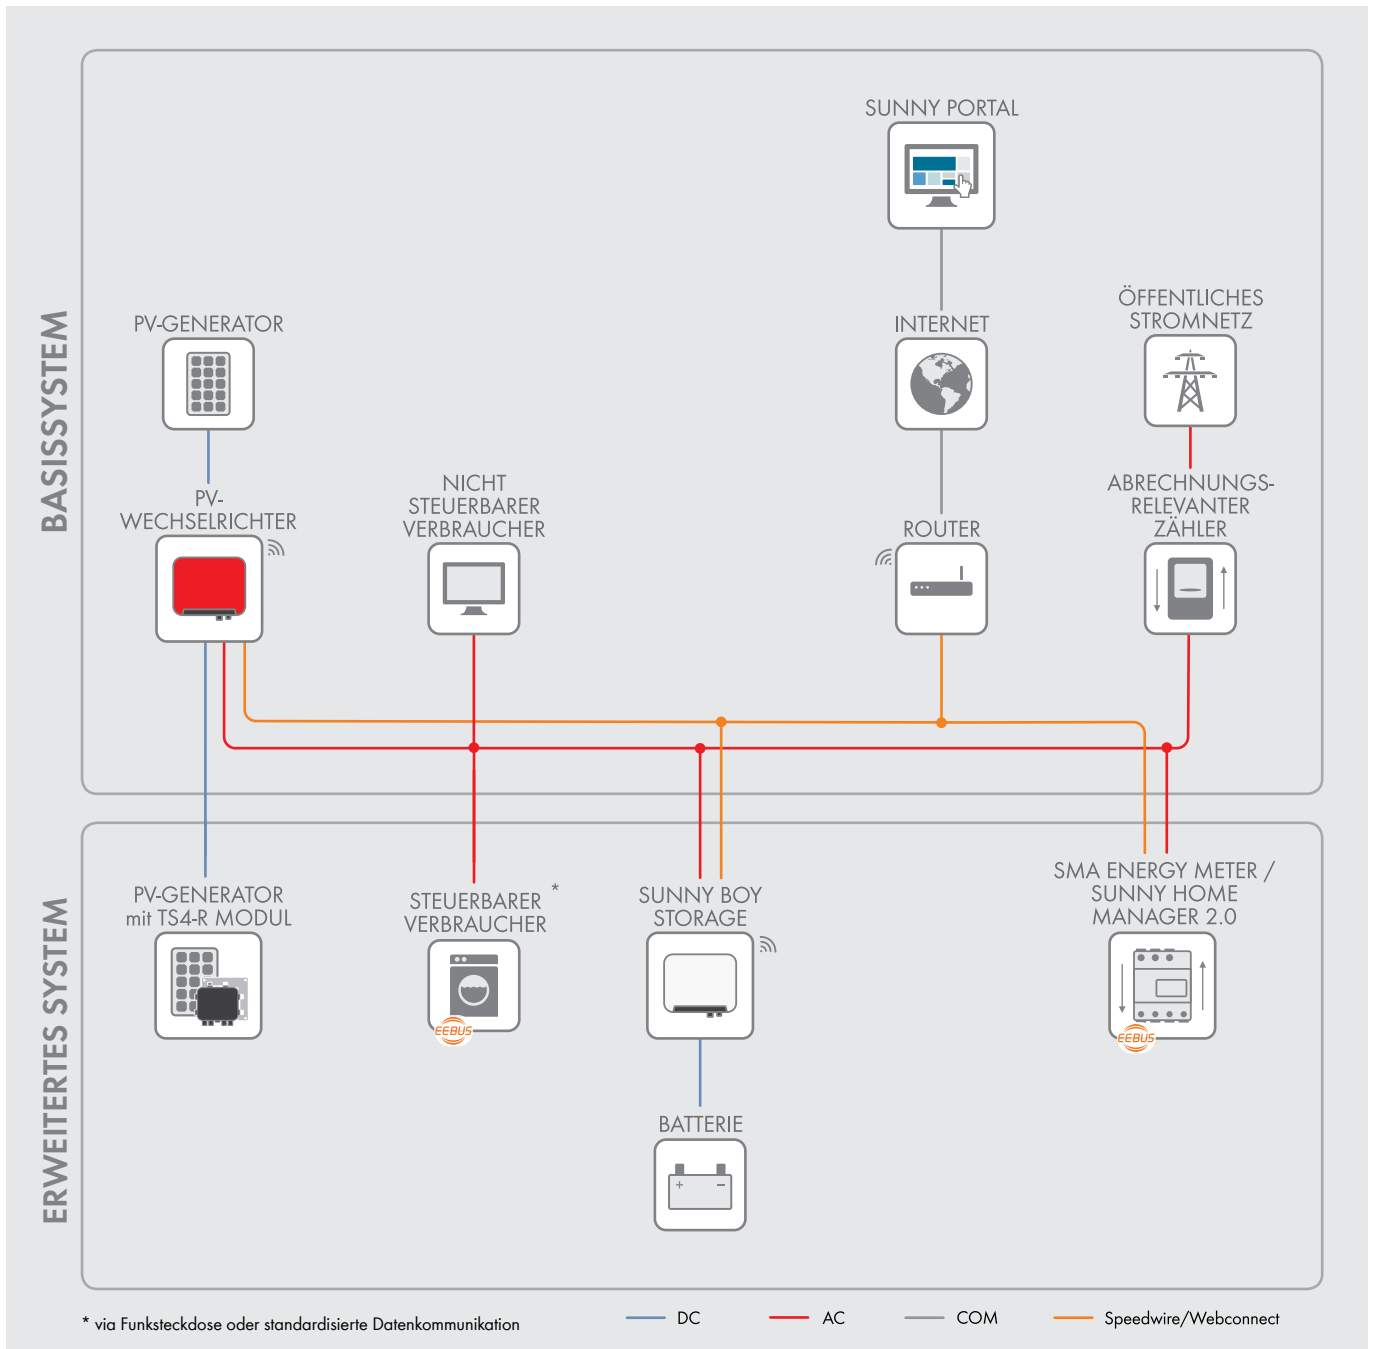 BASISSYSTEM
SUNNY PORTAL
PV-GENERATOR
INTERNET
ÖFFENTLICHES
STROMNETZ
PV-
WECHSELRICHTER
NICHT
STEUERBARER
VERBRAUCHER
ROUTER
ABRECHNUNGS-
RELEVANTER
ZÄHLER
ERWEITERTES SYSTEM
PV-GENERATOR
mit TS4-R MODUL
STEUERBARER *
VERBRAUCHER
EEBUS
SUNNY BOY
STORAGE
SMA ENERGY METER /
SUNNY HOME
MANAGER 2.0
EEBUS
BATTERIE
+ −
* via Funksteckdose oder standardisierte Datenkommunikation
DC
AC
COM
Speedwire/Webconnect